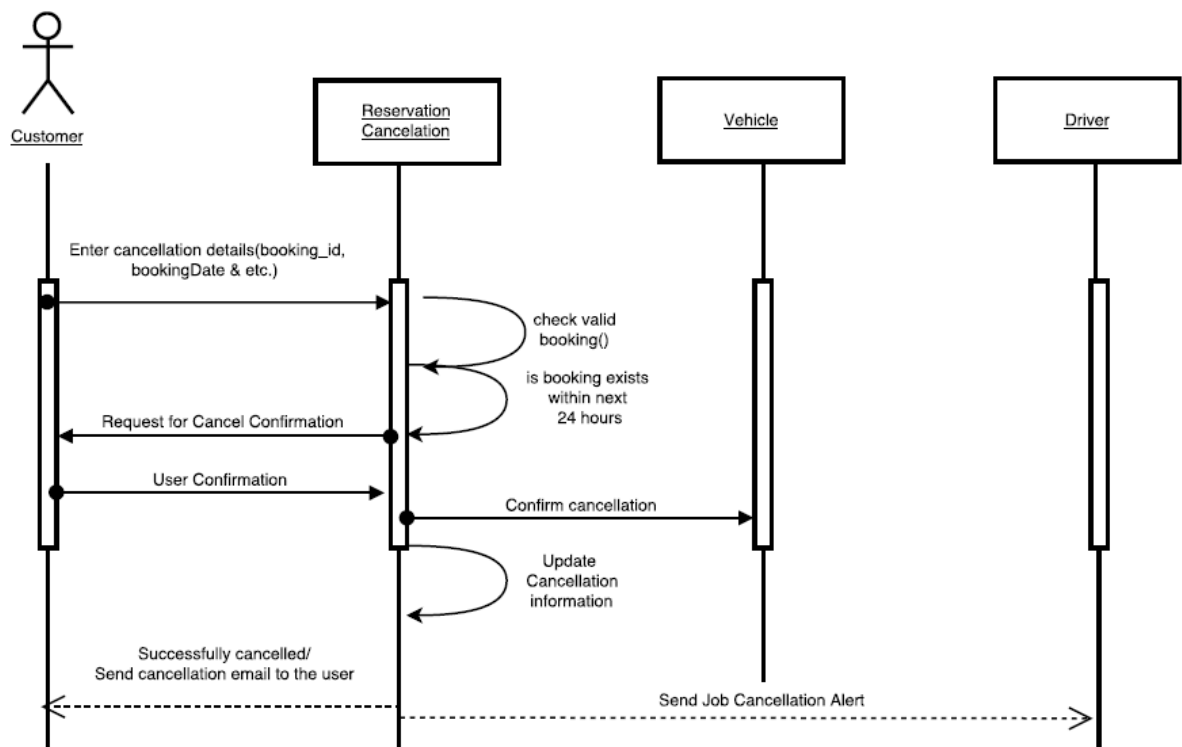 Customer
Reservation
Cancelation
Vehicle
Driver
Enter cancellation details(booking_id,
bookingDate & etc.)
check valid
booking()
is booking exists
within next
24 hours
Request for Cancel Confirmation
User Confirmation
Confirm cancellation
Update
Cancellation
information
Successfully cancelled/
Send cancellation email to the user
Send Job Cancellation Alert